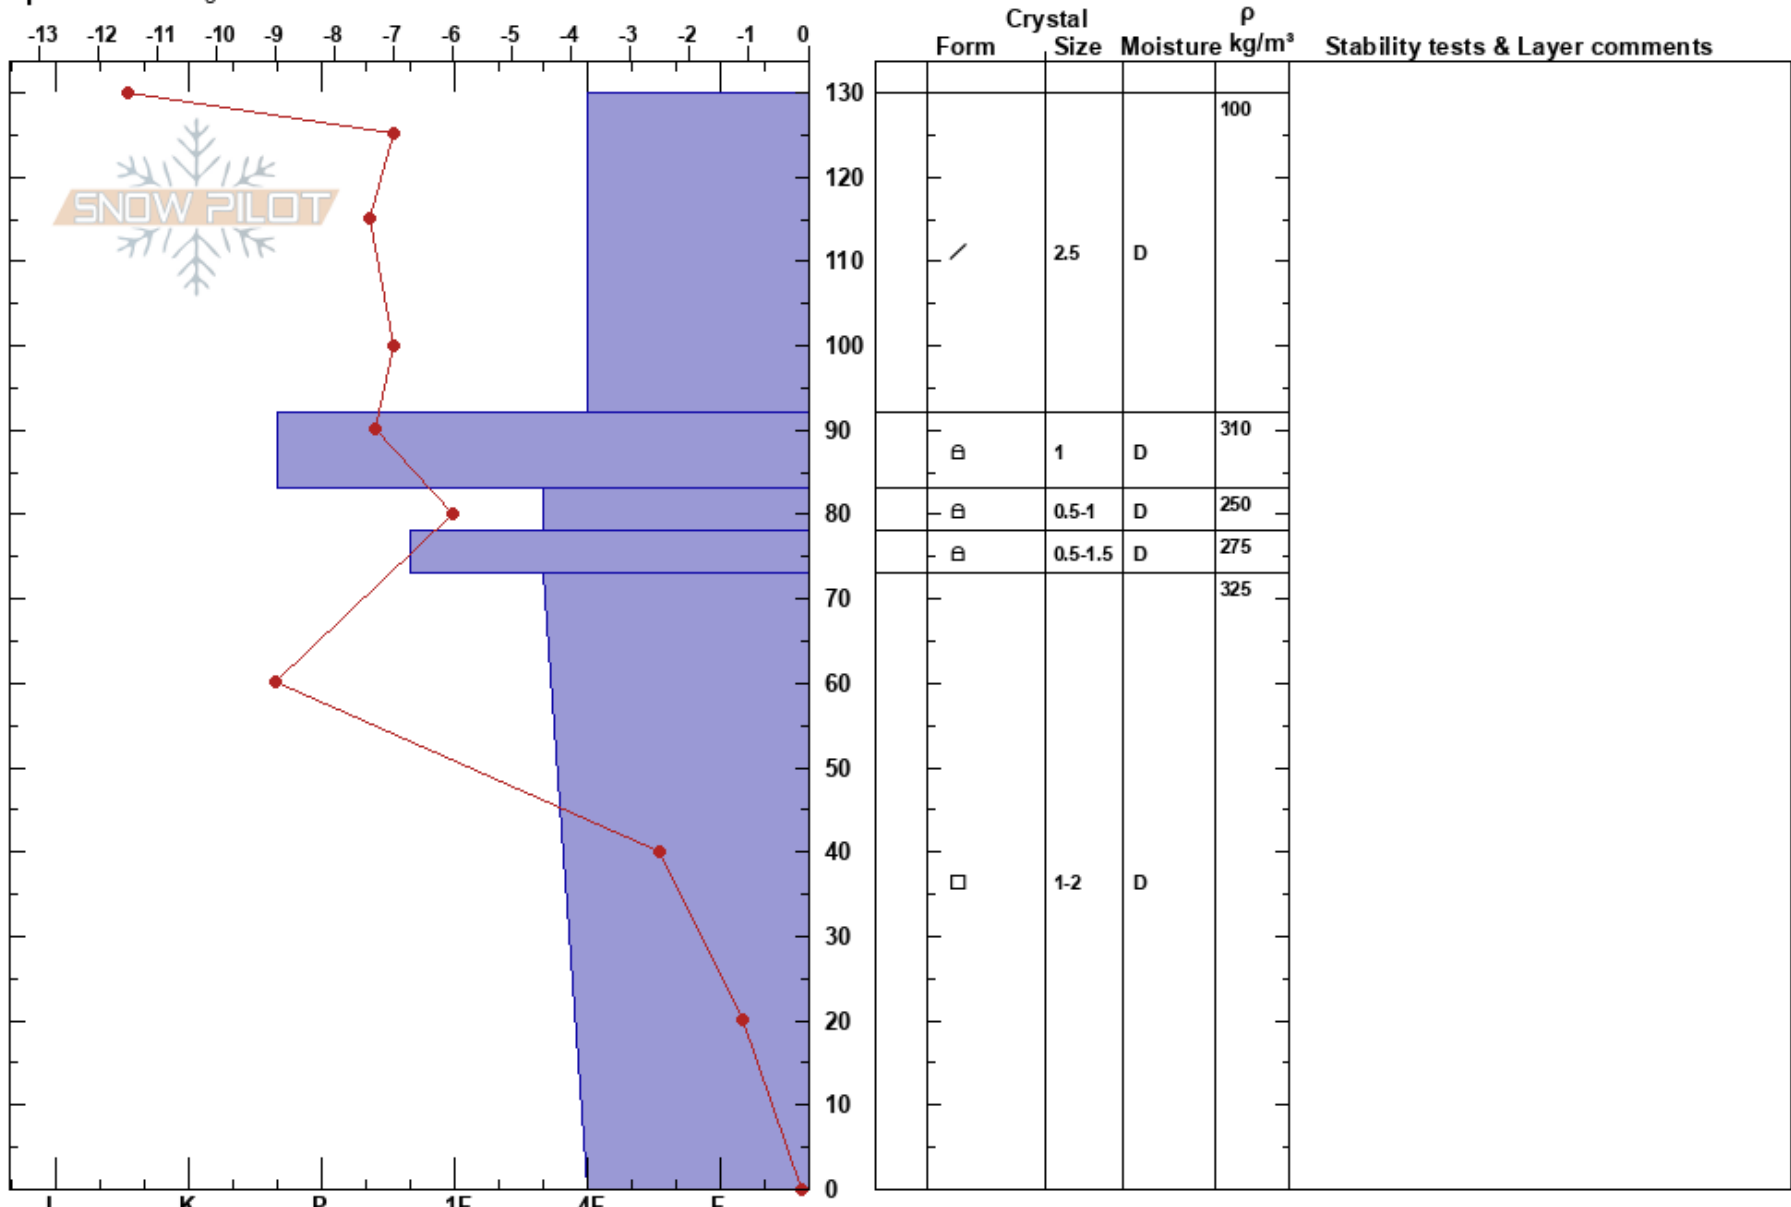 Crystal ρ
Form Size Moisture kg/m³ Stability tests & Layer comments
-13 -12 -11 -10 -9 -8 -7 -6 -5 -4 -3 -2 -1 0
130 100
SNOW PILOT
120
110 2.5 D
100
90 310
1 D
80 0.5-1 D 250
0.5-1.5 D 275
70 325
60
50
40
1-2 D
30
20
10
0
I K P 1F 4F F